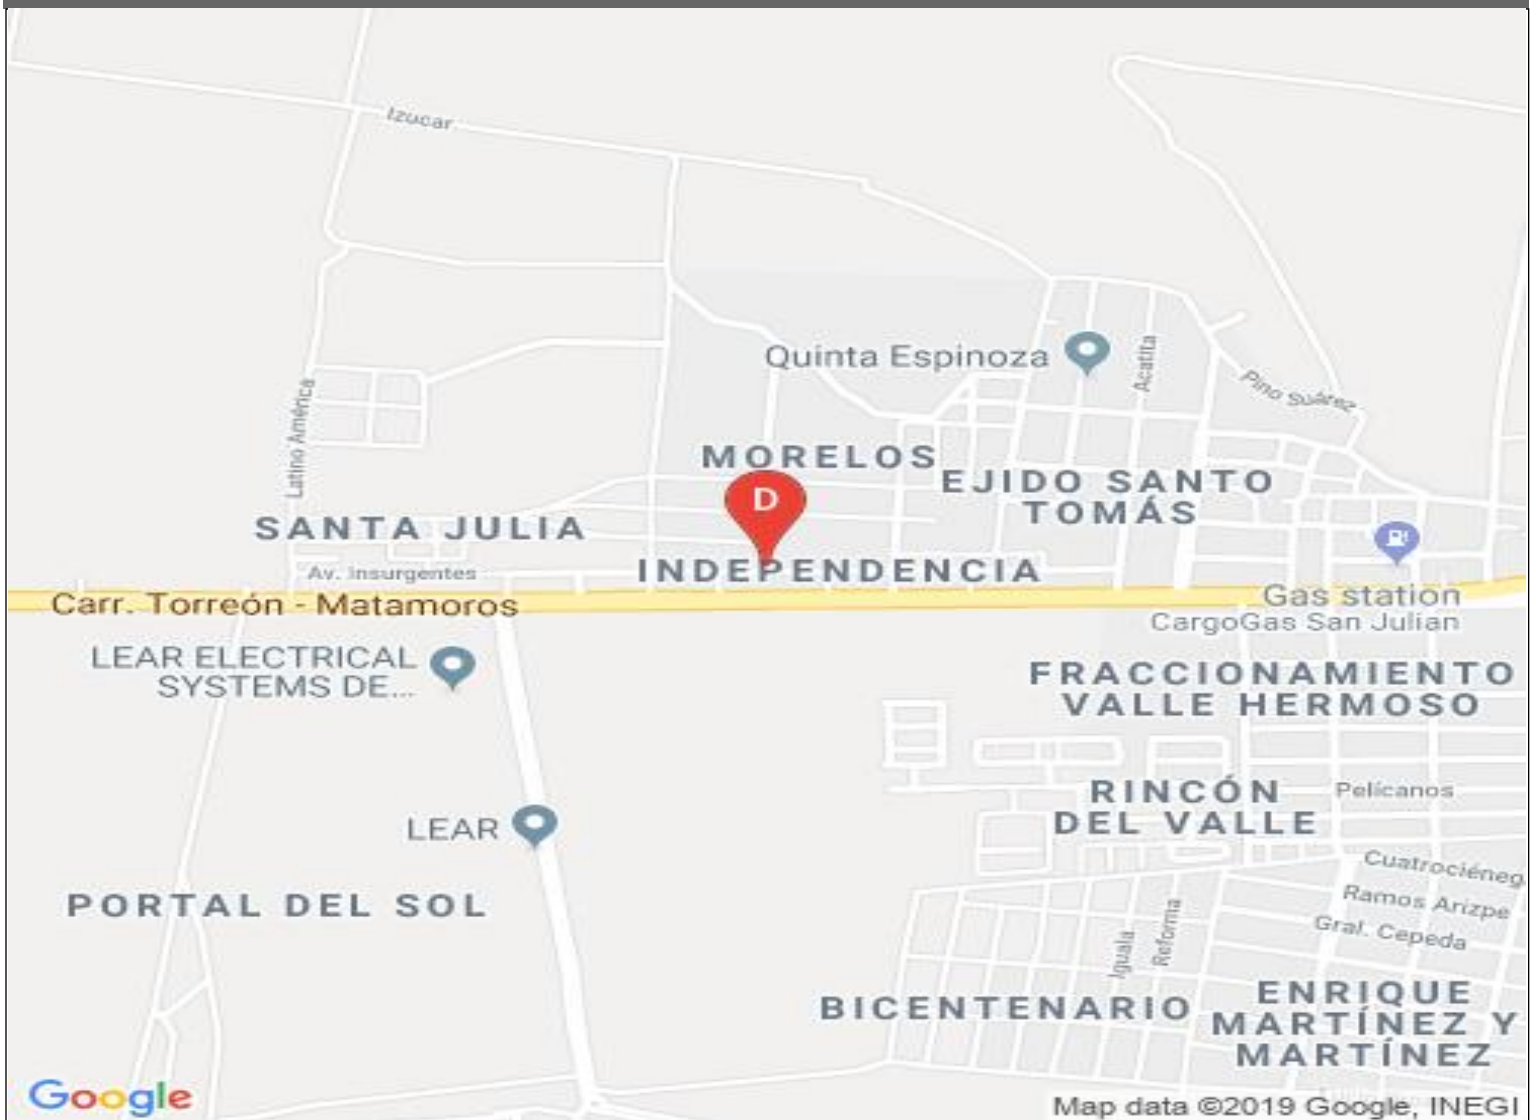 Izucar
Quinta Espinoza
Acatita
Pino Suárez
Latino América
MORELOS
D
EJIDO SANTO
TOMÁS
SANTA JULIA
Av. Insurgentes
INDEPENDENCIA
Carr. Torreón - Matamoros
Gas station
CargoGas San Julian
LEAR ELECTRICAL
SYSTEMS DE...
FRACCIONAMIENTO
VALLE HERMOSO
RINCÓN
DEL VALLE
Pelícanos
LEAR
Cuatrociéneg
Ramos Arizpe
Gral. Cepeda
PORTAL DEL SOL
Iguala
Reforma
BICENTENARIO
ENRIQUE
MARTÍNEZ Y
MARTÍNEZ
Google
Map data ©2019 Google, INEGI